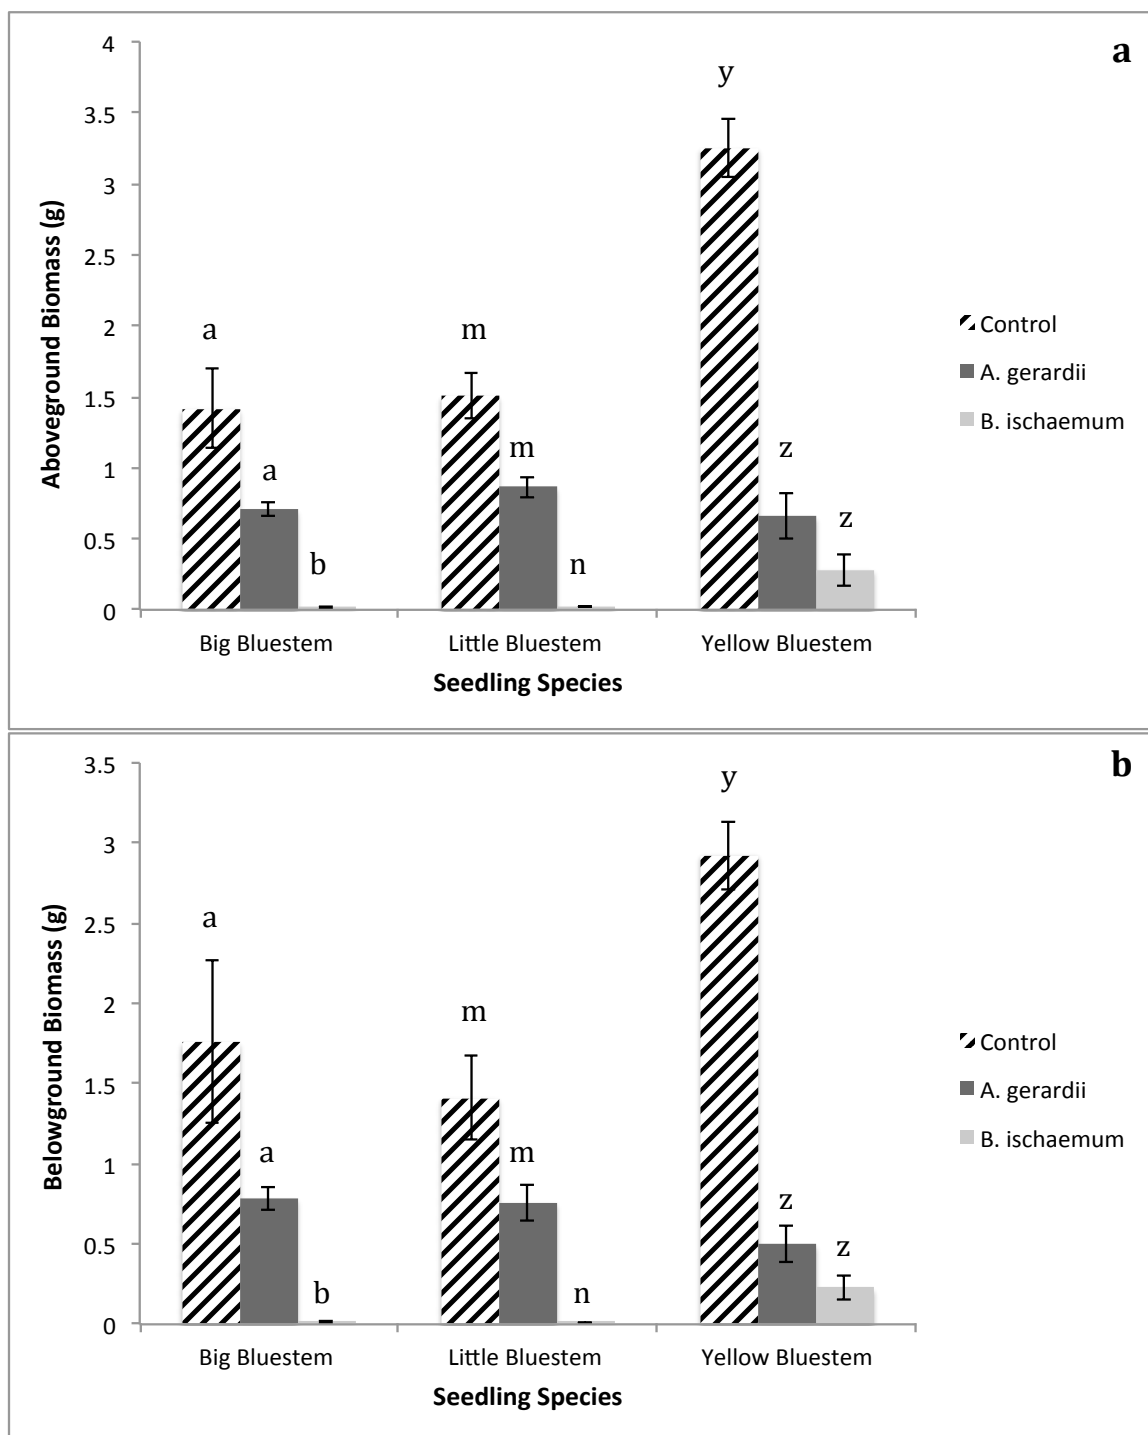 a
4
3.5
3
2.5
2
1.5
1
0.5
0
Aboveground Biomass (g)
a
a
b
m
m
n
y
z
z
Control
A. gerardii
B. ischaemum
Big Bluestem Little Bluestem Yellow Bluestem
Seedling Species
b
3.5
3
2.5
2
1.5
1
0.5
0
Belowground Biomass (g)
a
a
b
m
m
n
y
z
z
Control
A. gerardii
B. ischaemum
Big Bluestem Little Bluestem Yellow Bluestem
Seedling Species